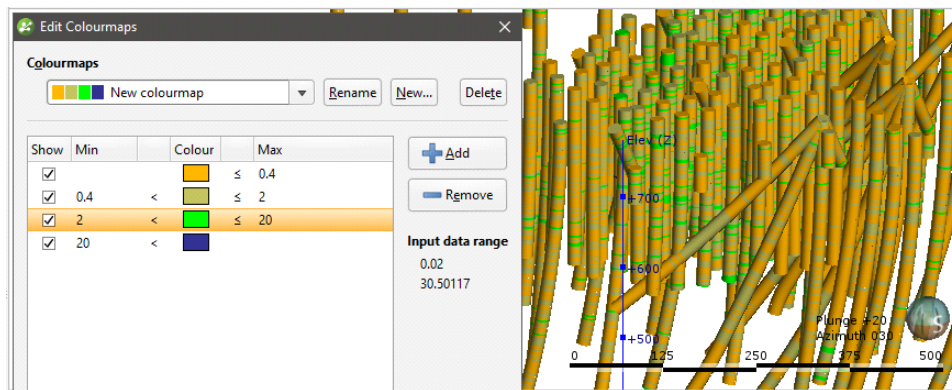 Edit Colourmaps
Colourmaps
New colourmap
Rename
New...
Delete
Show Min Colour Max
≤ 0.4
0.4 < ≤ 2
2 < ≤ 20
20 <
Add
Remove
Input data range
0.02
30.50117
Elev (Z)
+700
+600
+500
Plunge +20
Azimuth 030
0 125 250 375 500